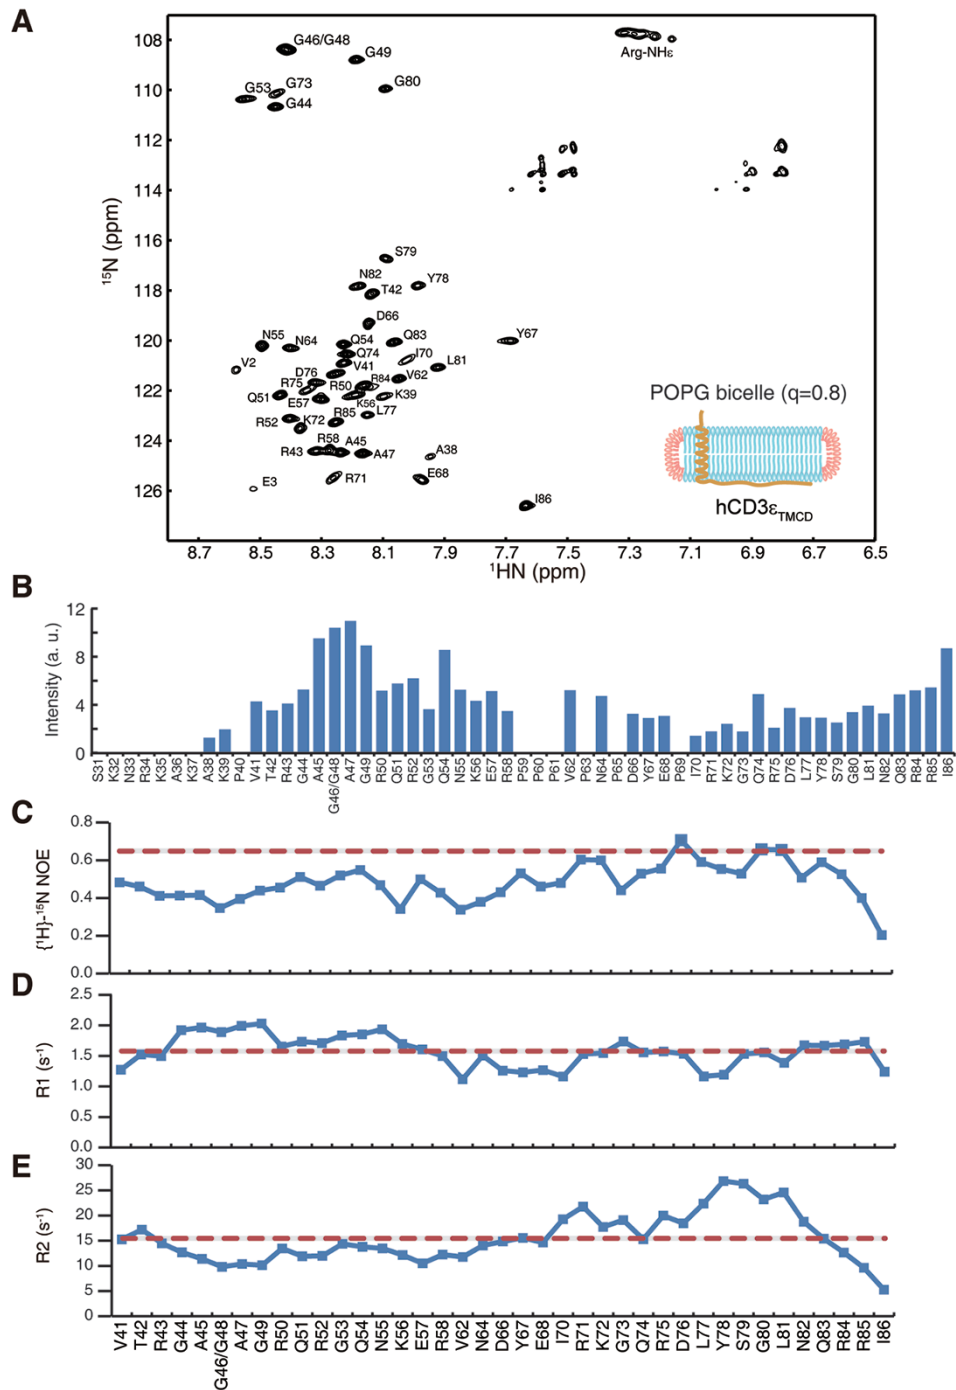 A
108
110
112
114
116
118
120
122
124
126
¹⁵N (ppm)
G46/G48
G49
G53
G73
G44
G80
Arg-NHε
S79
N82
Y78
T42
D66
N55
N64
Q54
Q83
Y67
Q74
I70
V2
V41
L81
D76
R75
R50
R84
V62
Q51
E57
K56
K39
R52
K72
R85
L77
R58
A45
R43
A47
A38
R71
E68
E3
I86
POPG bicelle (q=0.8)
hCD3εTMCD
8.7 8.5 8.3 8.1 7.9 7.7 7.5 7.3 7.1 6.9 6.7 6.5
¹HN (ppm)
B
Intensity (a. u.)
12
8
4
0
S31 K32 N33 R34 K35 A36 K37 A38 K39 P40 V41 T42 R43 G44 A45 G46/G48 A47 G49 R50 Q51 R52 G53 Q54 N55 K56 E57 R58 P59 P60 P61 V62 P63 N64 P65 D66 Y67 E68 P69 I70 R71 K72 G73 Q74 R75 D76 L77 Y78 S79 G80 L81 N82 Q83 R84 R85 I86
C
{¹H}-¹⁵N NOE
0.8
0.6
0.4
0.2
0.0
D
R1 (s⁻¹)
2.5
2.0
1.5
1.0
0.5
0.0
E
R2 (s⁻¹)
30
25
20
15
10
5
0
V41 T42 R43 G44 A45 G46/G48 A47 G49 R50 Q51 R52 G53 Q54 N55 K56 E57 R58 V62 N64 D66 Y67 E68 I70 R71 K72 G73 Q74 R75 D76 L77 Y78 S79 G80 L81 N82 Q83 R84 R85 I86